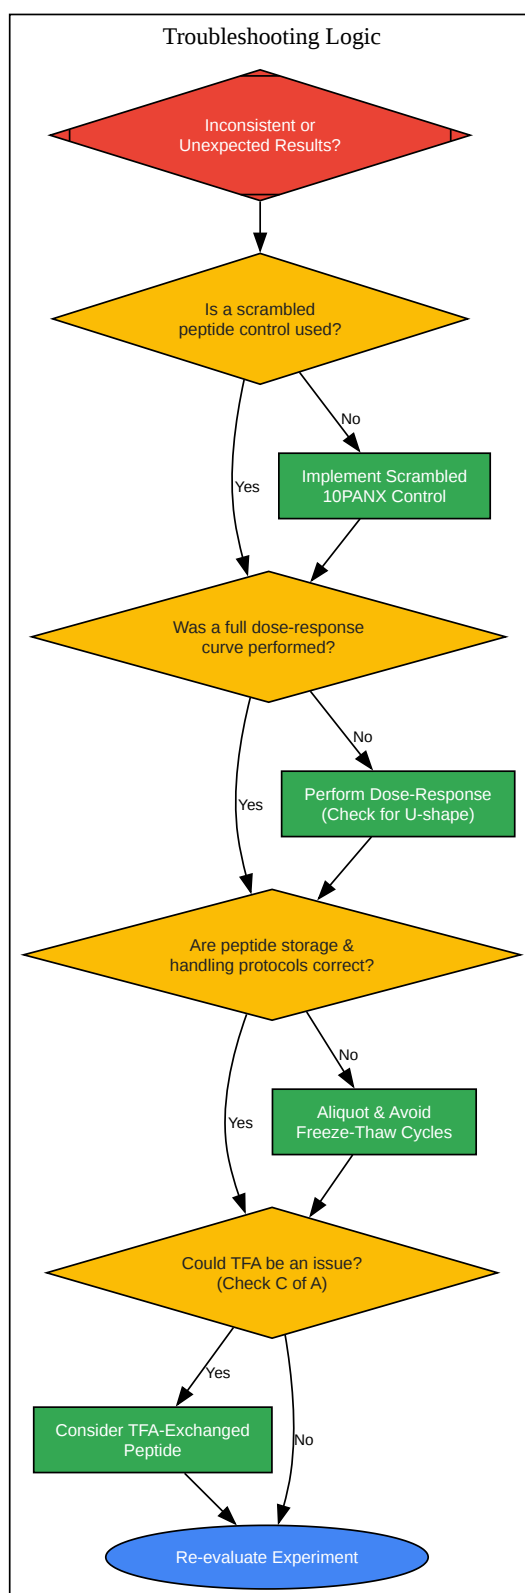 Troubleshooting Logic
Inconsistent or
Unexpected Results?
Is a scrambled
peptide control used?
No
Yes
Implement Scrambled
10PANX Control
Was a full dose-response
curve performed?
No
Yes
Perform Dose-Response
(Check for U-shape)
Are peptide storage &
handling protocols correct?
No
Yes
Aliquot & Avoid
Freeze-Thaw Cycles
Could TFA be an issue?
(Check C of A)
Yes
No
Consider TFA-Exchanged
Peptide
Re-evaluate Experiment